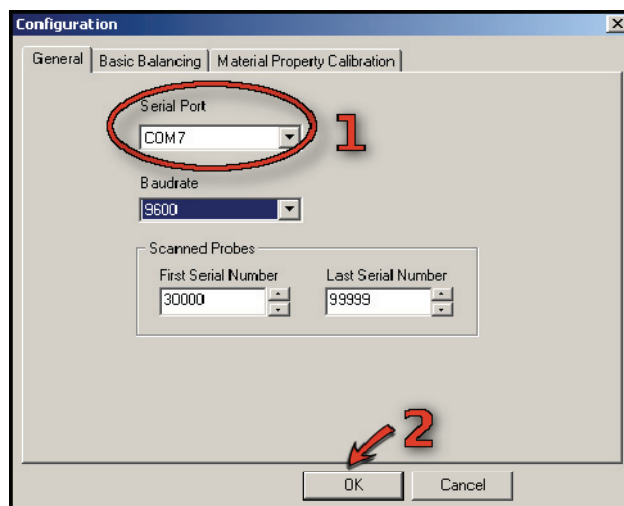 Configuration
General Basic Balancing Material Property Calibration
Serial Port
COM7
1
Baudrate
9600
Scanned Probes
First Serial Number Last Serial Number
30000 99999
2
OK Cancel